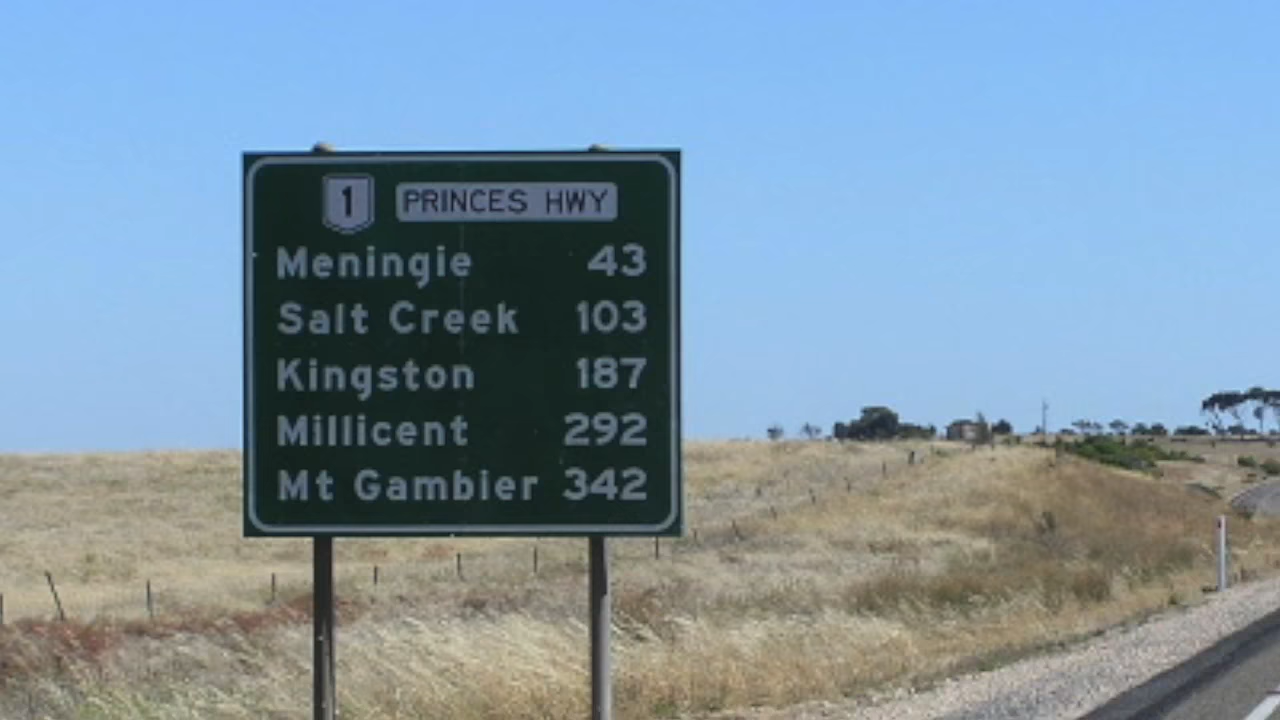 1 PRINCES HWY
Meningie 43
Salt Creek 103
Kingston 187
Millicent 292
Mt Gambier 342